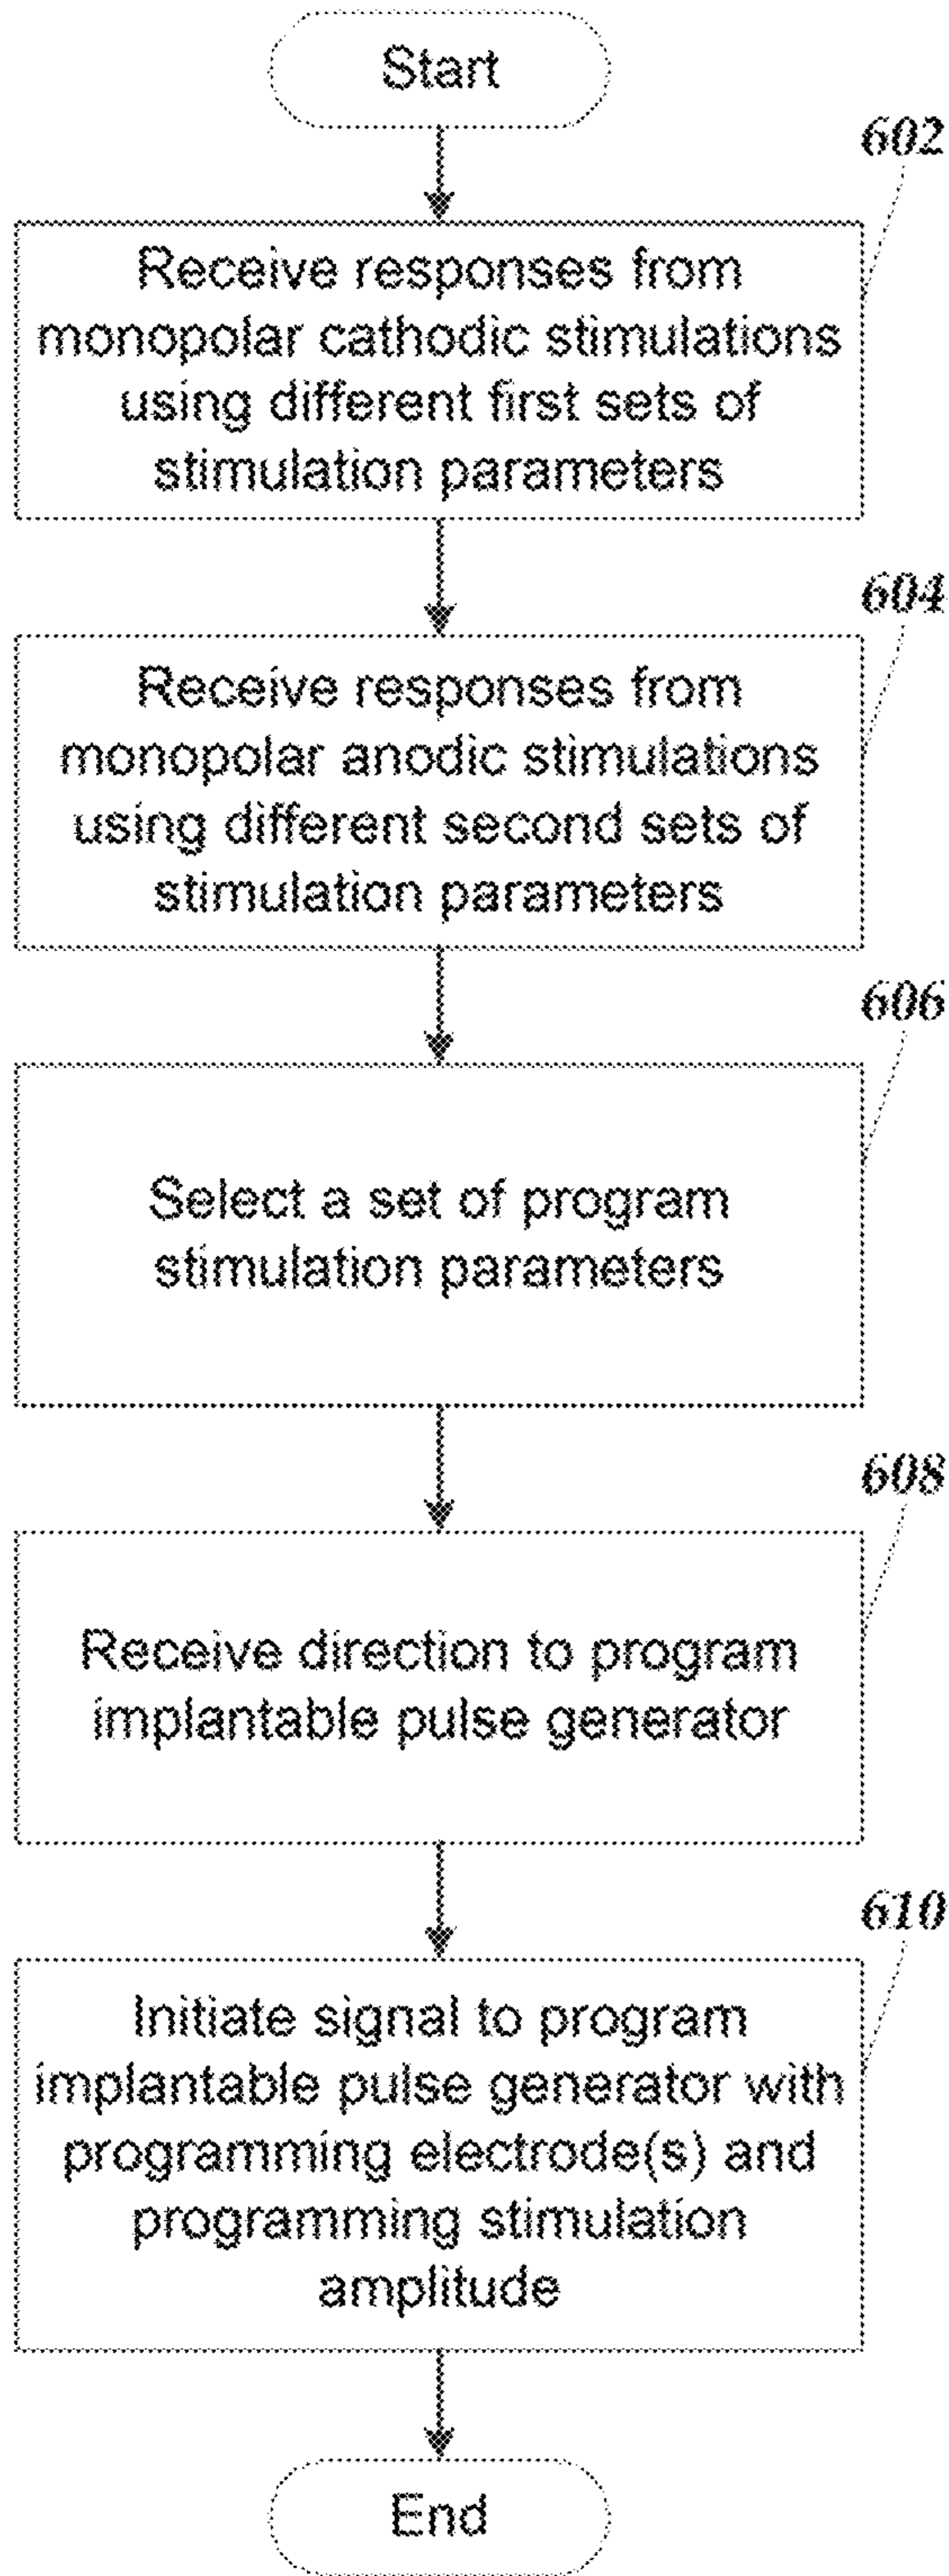 Start
602
Receive responses from
monopolar cathodic stimulations
using different first sets of
stimulation parameters
604
Receive responses from
monopolar anodic stimulations
using different second sets of
stimulation parameters
606
Select a set of program
stimulation parameters
608
Receive direction to program
implantable pulse generator
610
Initiate signal to program
implantable pulse generator with
programming electrode(s) and
programming stimulation
amplitude
End